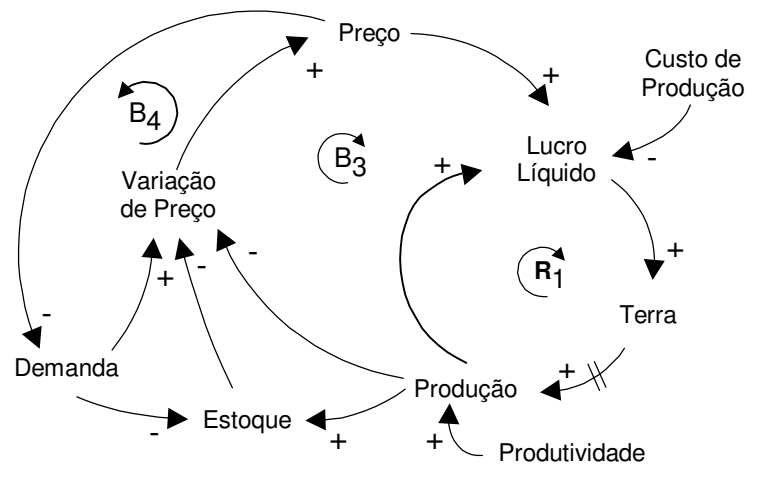 Preço
+
+
Custo de
Produção
B4
-
Lucro
Líquido
B3
+
Variação
de Preço
+
R1
-
+
-
-
Terra
Demanda
+
Produção
Estoque
-
+
+
Produtividade